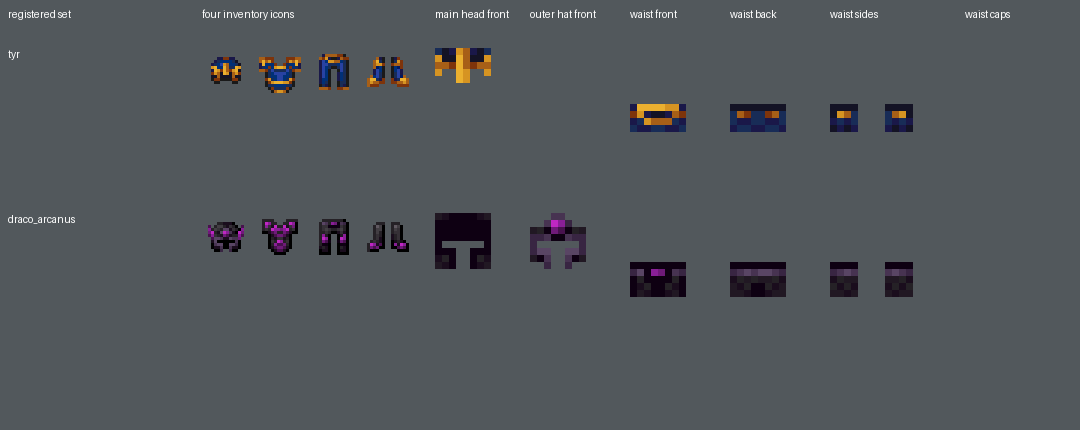 registered set four inventory icons main head front outer hat front waist front waist back waist sides waist caps
tyr
draco_arcanus